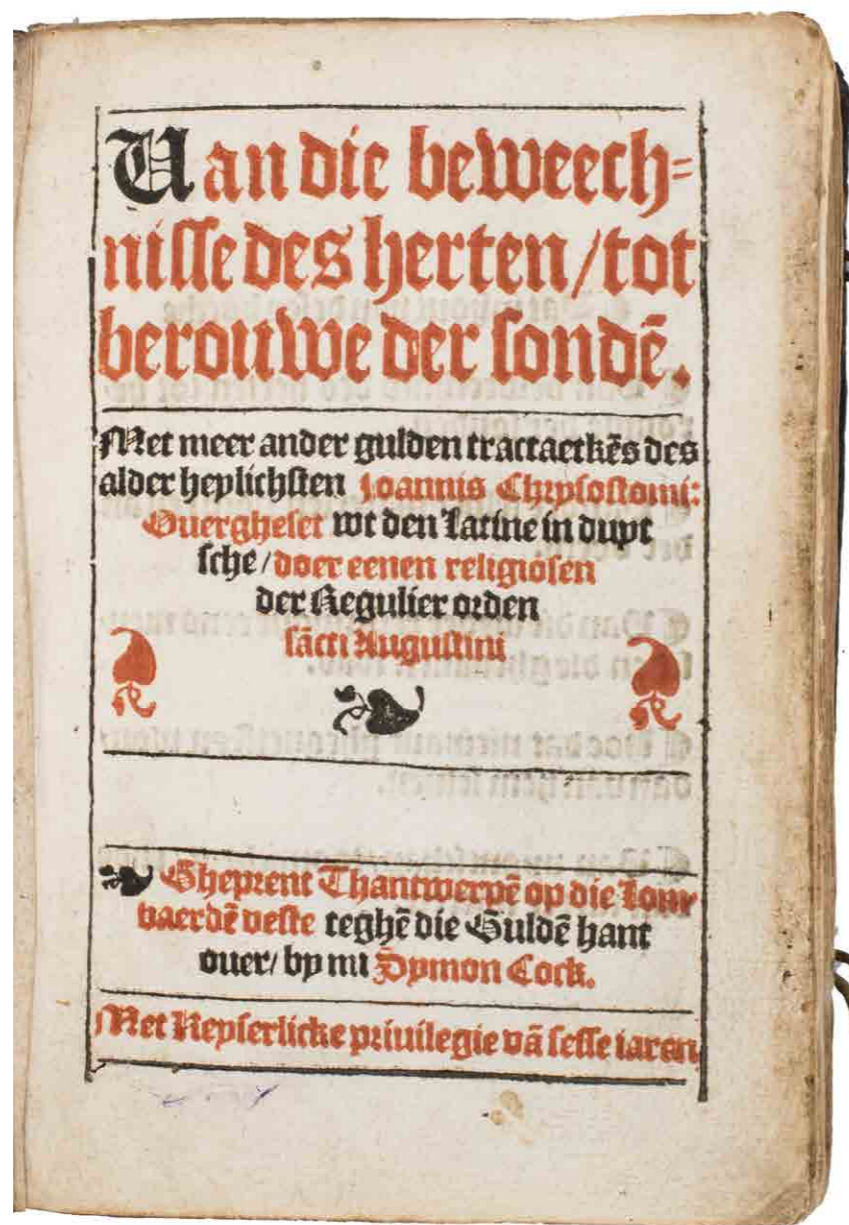 Van die beweech=
nisse des herten/tot
berouwe der sondē.
Met meer ander gulden tractaetkēs des
alder heylichsten Joannis Chrysostomi:
Ouergheset wt den Latine in duyt
sche/doer eenen religiosen
der Regulier orden
sācti Augustini
Gheprent Thantwerpē op die Lom
baerdē veste teghē die Guldē hant
ouer/ by mi Symon Cock.
Met Keyserlicke priuilegie vā sesse iaren